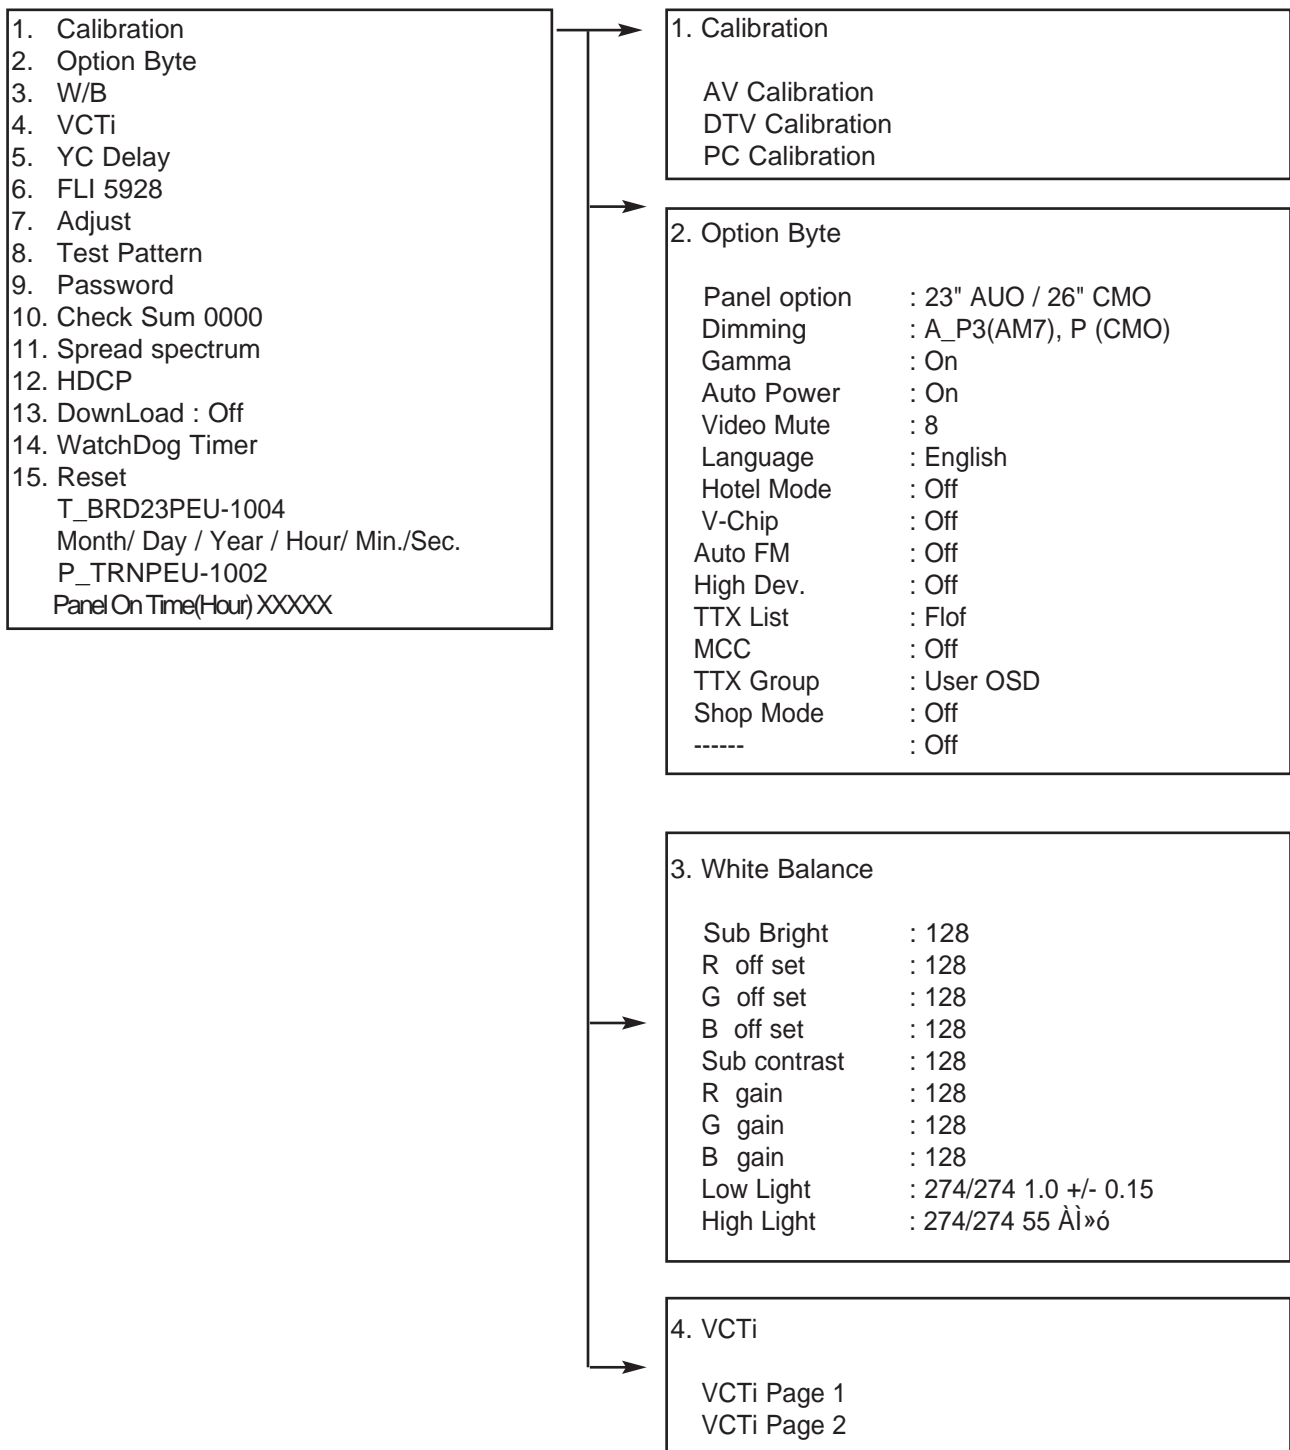 1. Calibration
2. Option Byte
3. W/B
4. VCTi
5. YC Delay
6. FLI 5928
7. Adjust
8. Test Pattern
9. Password
10. Check Sum 0000
11. Spread spectrum
12. HDCP
13. DownLoad : Off
14. WatchDog Timer
15. Reset
T_BRD23PEU-1004
Month/ Day / Year / Hour/ Min./Sec.
P_TRNPEU-1002
Panel On Time(Hour) XXXXX
1. Calibration
AV Calibration
DTV Calibration
PC Calibration
2. Option Byte
Panel option : 23" AUO / 26" CMO
Dimming : A_P3(AM7), P (CMO)
Gamma : On
Auto Power : On
Video Mute : 8
Language : English
Hotel Mode : Off
V-Chip : Off
Auto FM : Off
High Dev. : Off
TTX List : Flof
MCC : Off
TTX Group : User OSD
Shop Mode : Off
------ : Off
3. White Balance
Sub Bright : 128
R off set : 128
G off set : 128
B off set : 128
Sub contrast : 128
R gain : 128
G gain : 128
B gain : 128
Low Light : 274/274 1.0 +/- 0.15
High Light : 274/274 55 ÀÌ»ó
4. VCTi
VCTi Page 1
VCTi Page 2